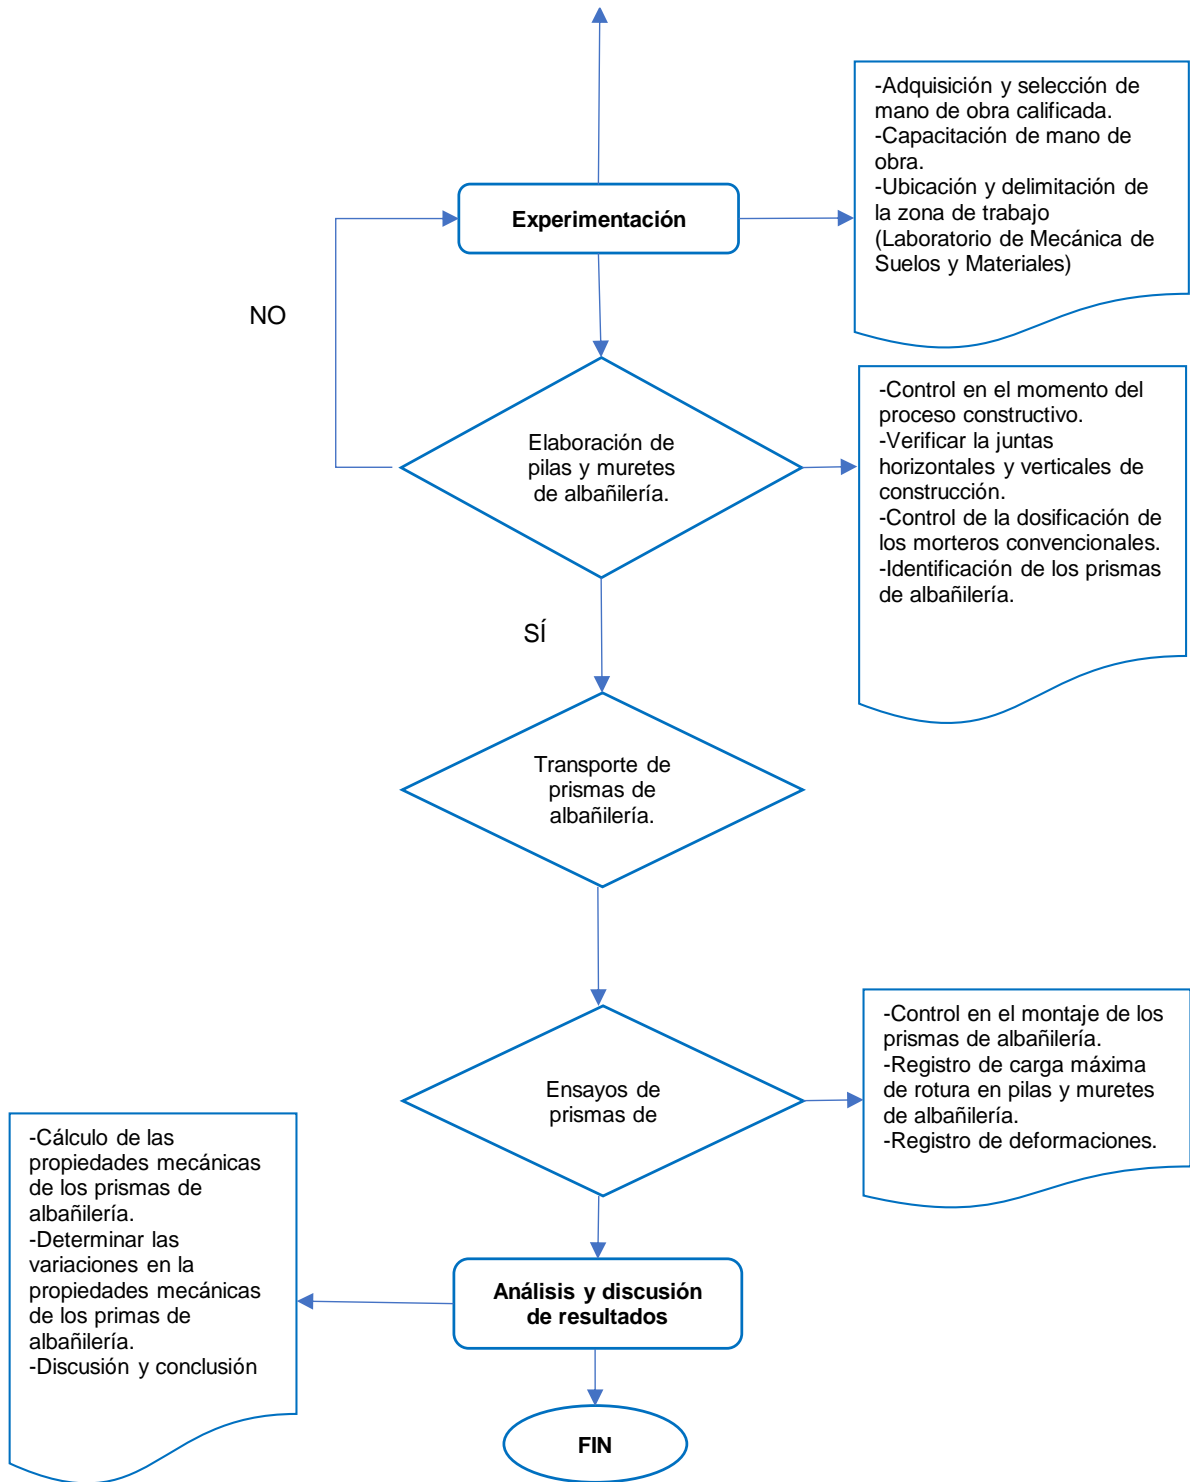 -Adquisición y selección de
mano de obra calificada.
-Capacitación de mano de
obra.
-Ubicación y delimitación de
la zona de trabajo
(Laboratorio de Mecánica de
Suelos y Materiales)
Experimentación
NO
Elaboración de
pilas y muretes
de albañilería.
-Control en el momento del
proceso constructivo.
-Verificar la juntas
horizontales y verticales de
construcción.
-Control de la dosificación de
los morteros convencionales.
-Identificación de los prismas
de albañilería.
SÍ
Transporte de
prismas de
albañilería.
Ensayos de
prismas de
-Control en el montaje de los
prismas de albañilería.
-Registro de carga máxima
de rotura en pilas y muretes
de albañilería.
-Registro de deformaciones.
-Cálculo de las
propiedades mecánicas
de los prismas de
albañilería.
-Determinar las
variaciones en la
propiedades mecánicas
de los primas de
albañilería.
-Discusión y conclusión
Análisis y discusión
de resultados
FIN